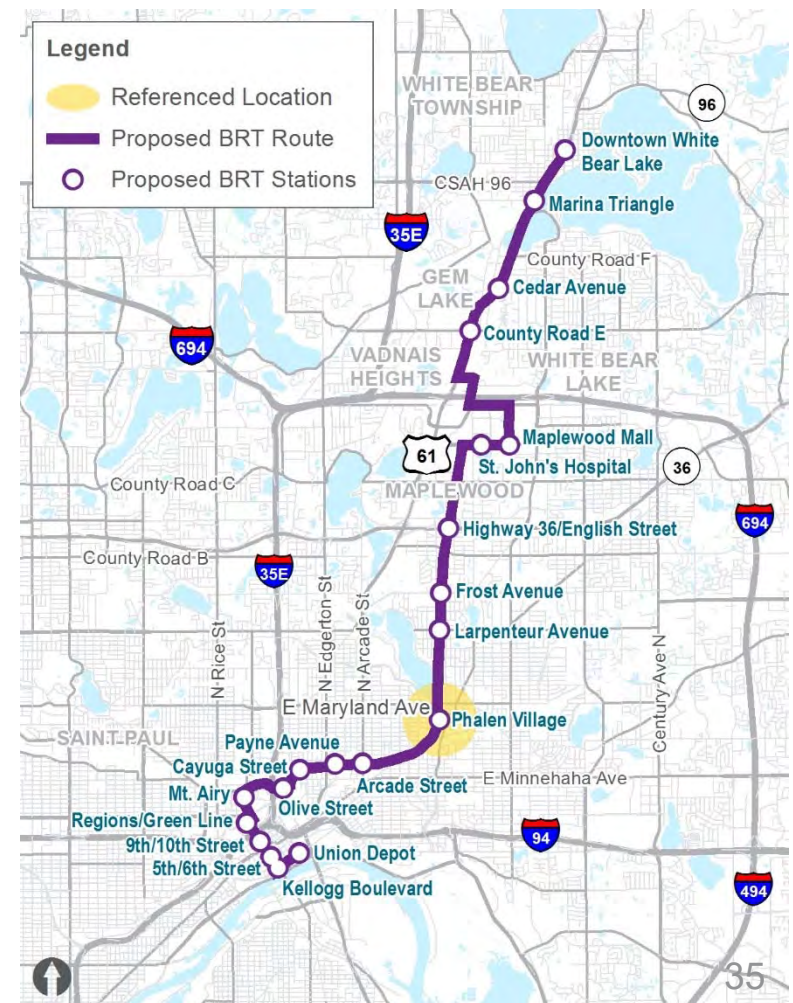 Legend
Referenced Location
Proposed BRT Route
Proposed BRT Stations
WHITE BEAR
TOWNSHIP
96
Downtown White
Bear Lake
CSAH 96
Marina Triangle
35E
County Road F
GEM
LAKE
Cedar Avenue
County Road E
694
VADNAIS
HEIGHTS
WHITE BEAR
LAKE
61
Maplewood Mall
St. John's Hospital
36
MAPLEWOOD
County Road C
694
Highway 36/English Street
County Road B
35E
Frost Avenue
N Rice St
N Edgerton St
N Arcade St
Larpenteur Avenue
Century Ave N
E Maryland Ave
Phalen Village
SAINT PAUL
Payne Avenue
Cayuga Street
Arcade Street
E Minnehaha Ave
Mt. Airy
Olive Street
Regions/Green Line
94
9th/10th Street
Union Depot
5th/6th Street
Kellogg Boulevard
494
35